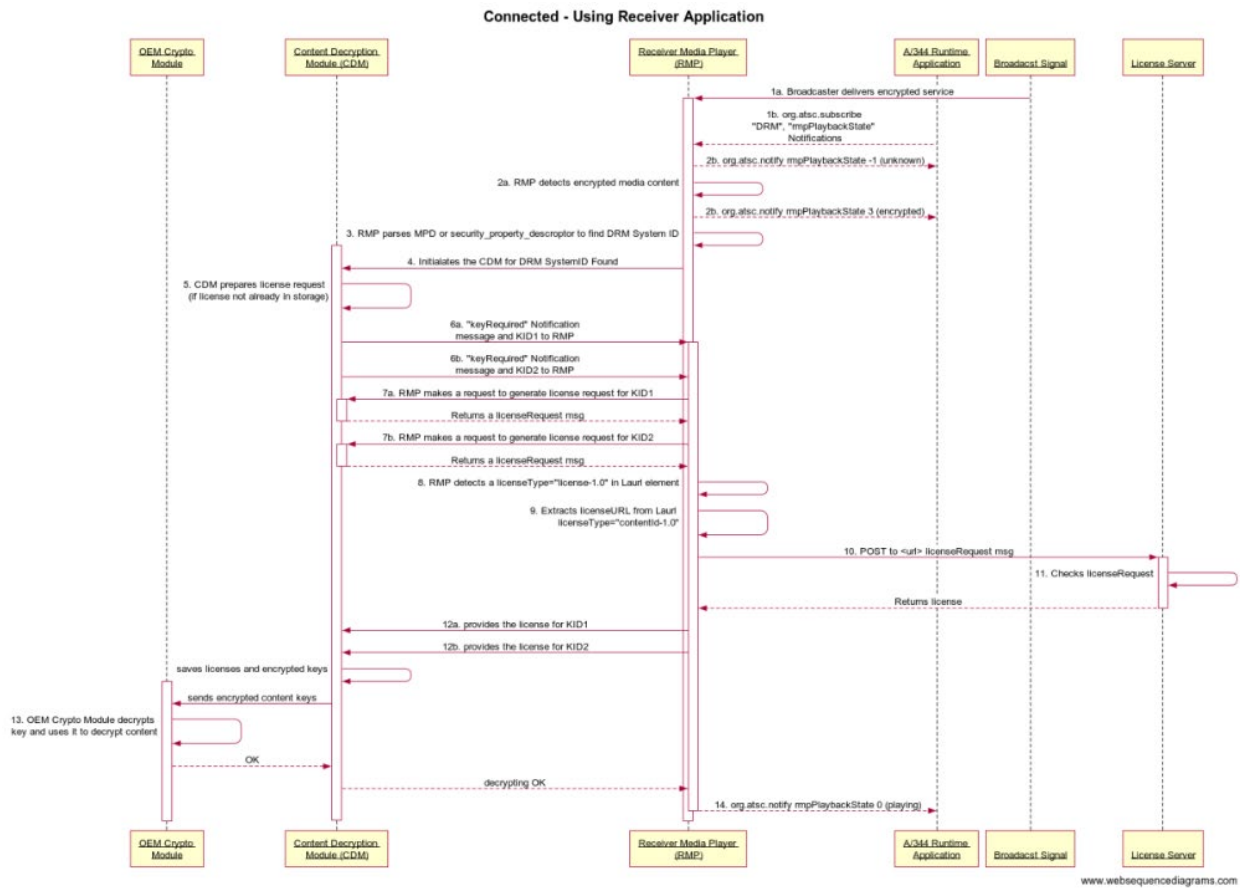 Connected - Using Receiver Application
OEM Crypto
Module
Content Decryption
Module (CDM)
Receiver Media Player
(RMP)
A/344 Runtime
Application
Broadacst Signal
License Server
1a. Broadcaster delivers encrypted service
1b. org.atsc.subscribe
"DRM", "rmpPlaybackState"
Notifications
2b. org.atsc.notify rmpPlaybackState -1 (unknown)
2a. RMP detects encrypted media content
2b. org.atsc.notify rmpPlaybackState 3 (encrypted)
3. RMP parses MPD or security_property_descroptor to find DRM System ID
4. Initialates the CDM for DRM SystemID Found
5. CDM prepares license request
(if license not already in storage)
6a. "keyRequired" Notification
message and KID1 to RMP
6b. "keyRequired" Notification
message and KID2 to RMP
7a. RMP makes a request to generate license request for KID1
Returns a licenseRequest msg
7b. RMP makes a request to generate license request for KID2
Returns a licenseRequest msg
8. RMP detects a licenseType="license-1.0" in Laurl element
9. Extracts licenseURL from Laurl
licenseType="contentId-1.0"
10. POST to <url> licenseRequest msg
11. Checks licenseRequest
Returns license
12a. provides the license for KID1
12b. provides the license for KID2
saves licenses and encrypted keys
sends encrypted content keys
13. OEM Crypto Module decrypts
key and uses it to decrypt content
OK
decrypting OK
14. org.atsc.notify rmpPlaybackState 0 (playing)
OEM Crypto
Module
Content Decryption
Module (CDM)
Receiver Media Player
(RMP)
A/344 Runtime
Application
Broadacst Signal
License Server
www.websequencediagrams.com